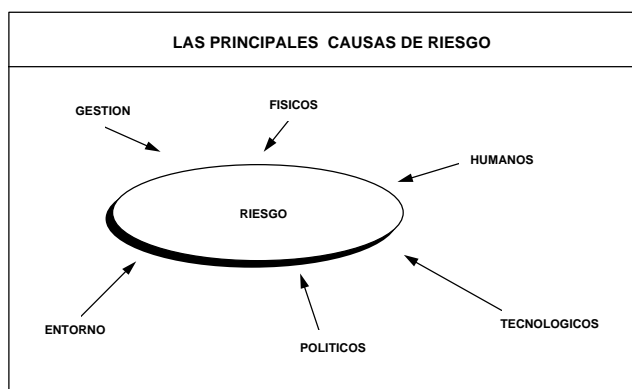 LAS PRINCIPALES CAUSAS DE RIESGO
FISICOS
GESTION
HUMANOS
RIESGO
TECNOLOGICOS
ENTORNO
POLITICOS